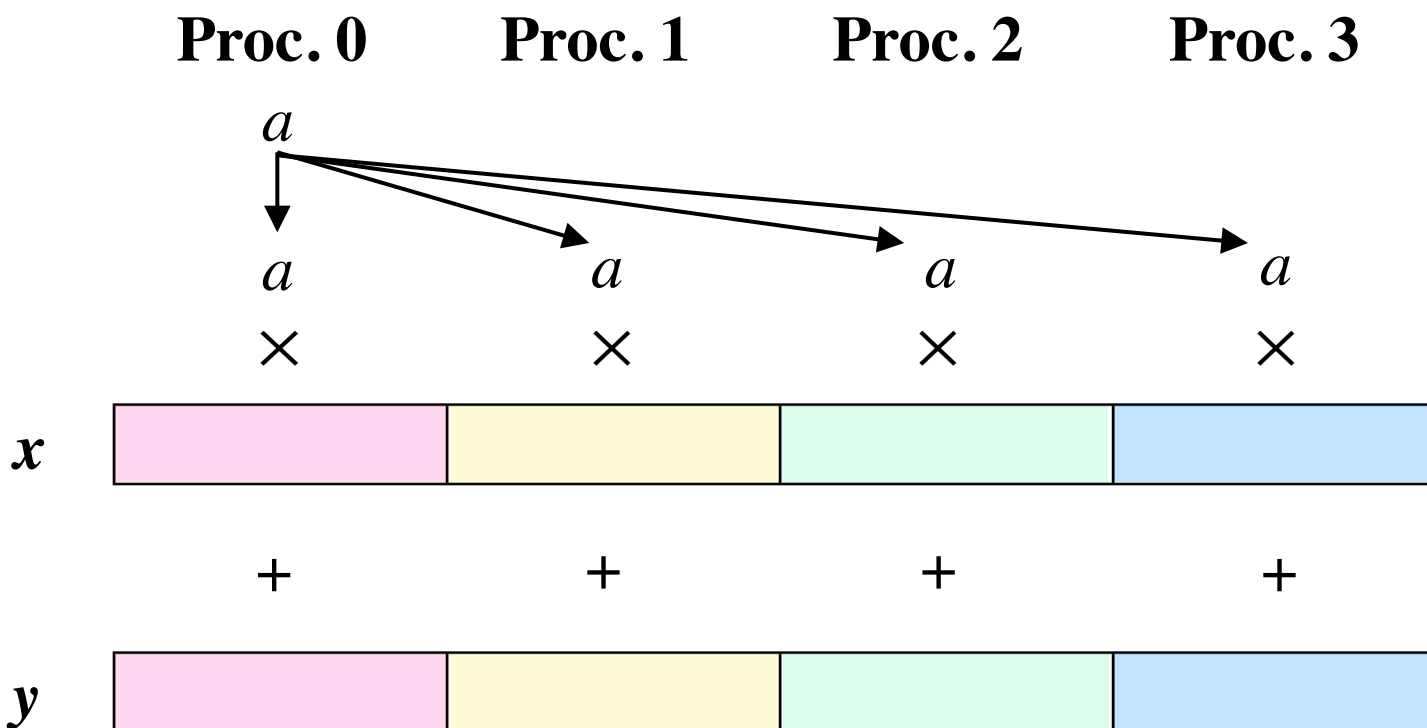 Proc. 0 Proc. 1 Proc. 2 Proc. 3
a
a a a a
× × × ×
x
+ + + +
y